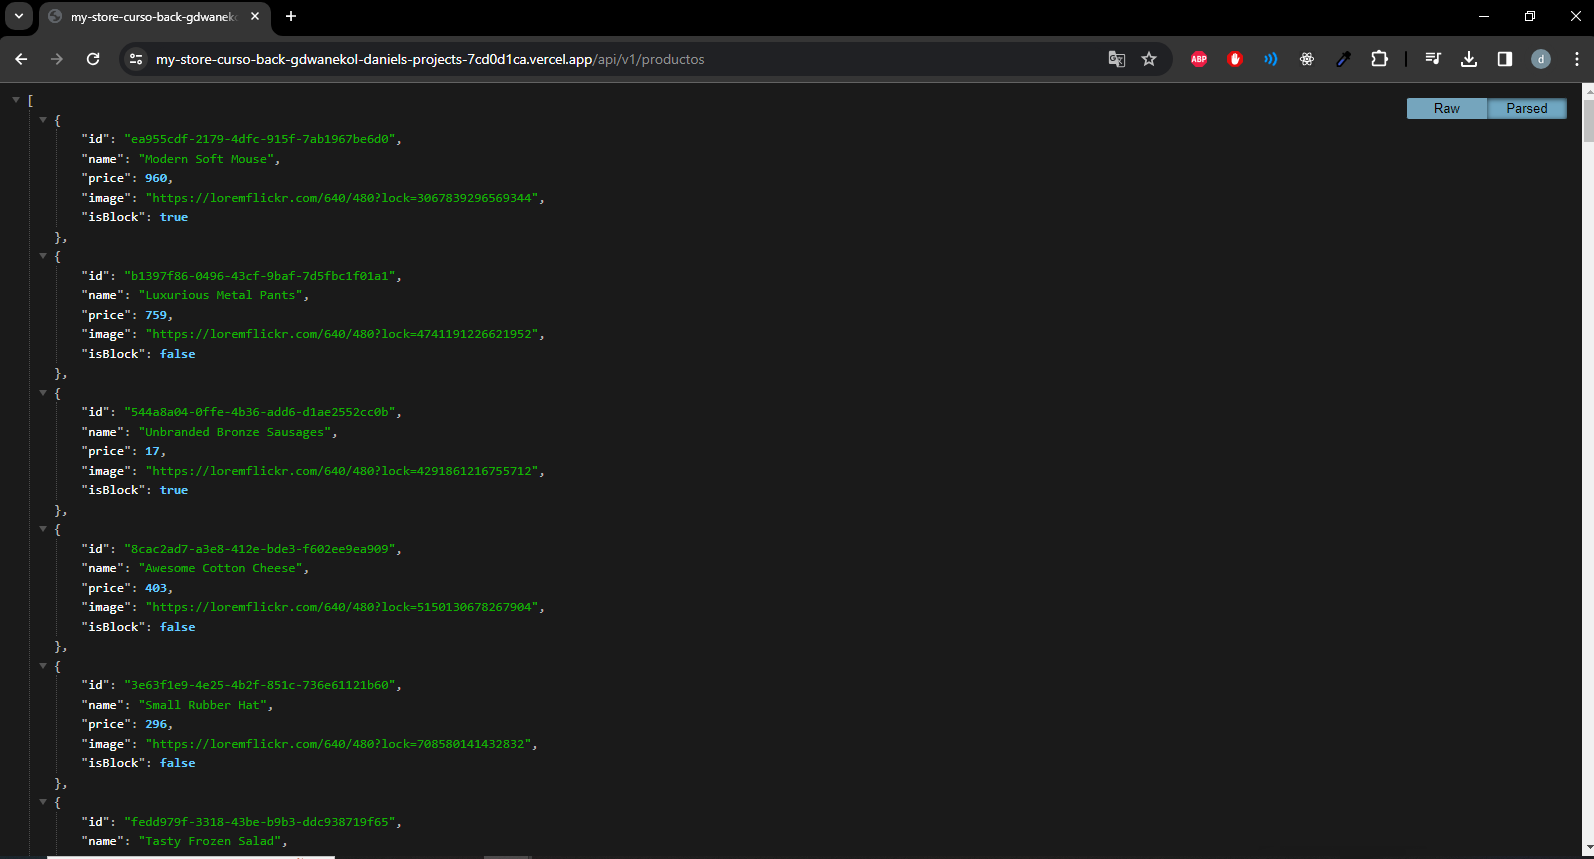 my-store-curso-back-gdwaneko
my-store-curso-back-gdwanekol-daniels-projects-7cd0d1ca.vercel.app/api/v1/productos
ABP
d
Raw
Parsed
[
{
"id": "ea955cdf-2179-4dfc-915f-7ab1967be6d0",
"name": "Modern Soft Mouse",
"price": 960,
"image": "https://loremflickr.com/640/480?lock=3067839296569344",
"isBlock": true
},
{
"id": "b1397f86-0496-43cf-9baf-7d5fbc1f01a1",
"name": "Luxurious Metal Pants",
"price": 759,
"image": "https://loremflickr.com/640/480?lock=4741191226621952",
"isBlock": false
},
{
"id": "544a8a04-0ffe-4b36-add6-d1ae2552cc0b",
"name": "Unbranded Bronze Sausages",
"price": 17,
"image": "https://loremflickr.com/640/480?lock=4291861216755712",
"isBlock": true
},
{
"id": "8cac2ad7-a3e8-412e-bde3-f602ee9ea909",
"name": "Awesome Cotton Cheese",
"price": 403,
"image": "https://loremflickr.com/640/480?lock=5150130678267904",
"isBlock": false
},
{
"id": "3e63f1e9-4e25-4b2f-851c-736e61121b60",
"name": "Small Rubber Hat",
"price": 296,
"image": "https://loremflickr.com/640/480?lock=708580141432832",
"isBlock": false
},
{
"id": "fedd979f-3318-43be-b9b3-ddc938719f65",
"name": "Tasty Frozen Salad",